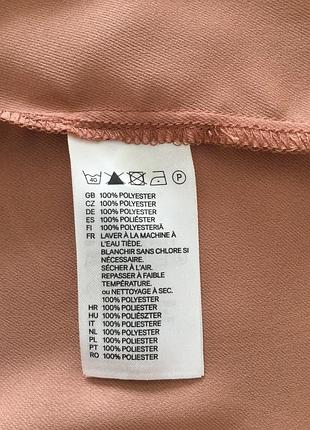 40 P
GB 100% POLYESTER
CZ 100% POLYESTER
DE 100% POLYESTER
ES 100% POLIÉSTER
FI 100% POLYESTERIÄ
FR LAVER À LA MACHINE À
L'EAU TIÈDE.
BLANCHIR SANS CHLORE SI
NÉCESSAIRE.
SÉCHER À L'AIR.
REPASSER À FAIBLE
TEMPÉRATURE.
ou NETTOYAGE À SEC.
100% POLYESTER
HR 100% POLIESTER
HU 100% POLIÉSZTER
IT 100% POLIESTERE
NL 100% POLYESTER
PL 100% POLIESTER
PT 100% POLIÉSTER
RO 100% POLIESTER